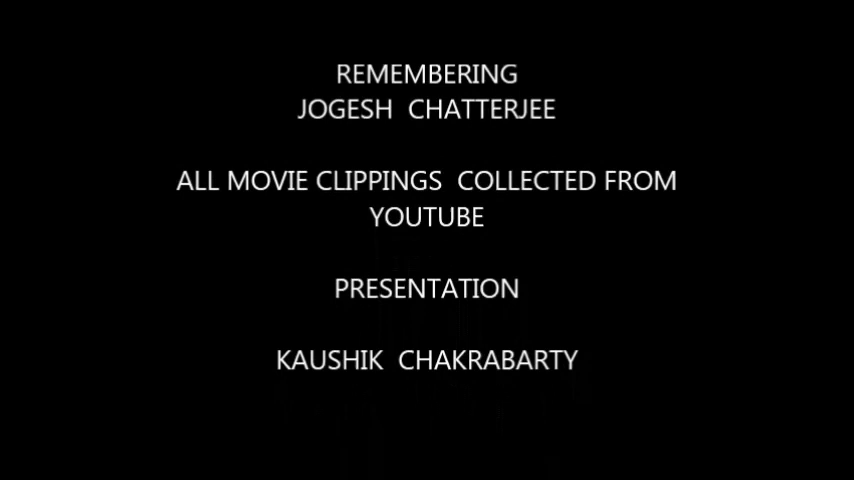 REMEMBERING
JOGESH CHATTERJEE
ALL MOVIE CLIPPINGS COLLECTED FROM
YOUTUBE
PRESENTATION
KAUSHIK CHAKRABARTY